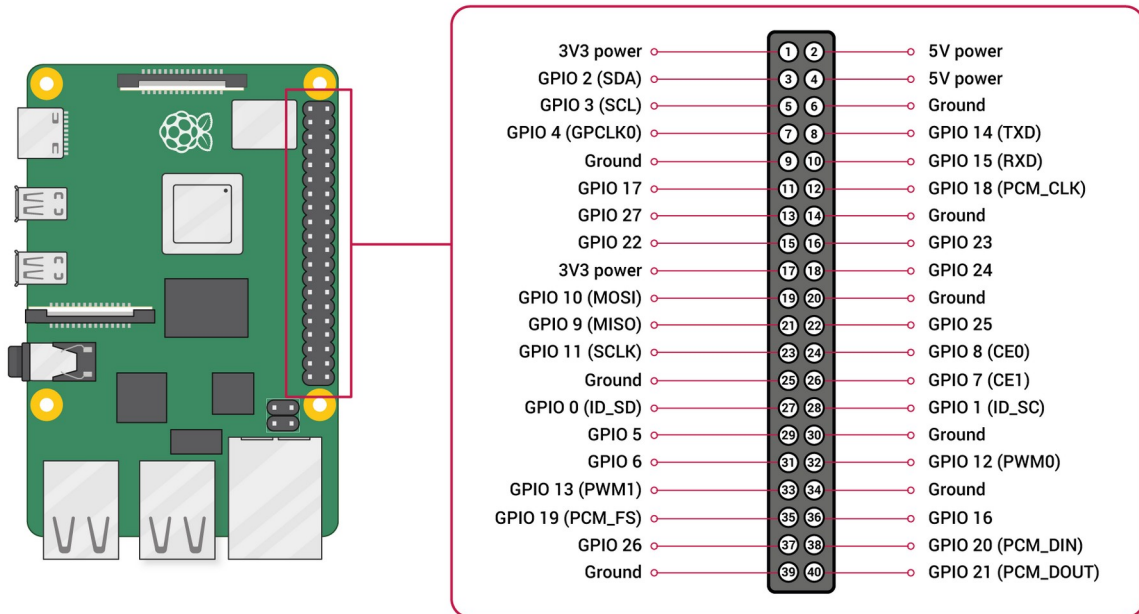 3V3 power 1 2 5V power
GPIO 2 (SDA) 3 4 5V power
GPIO 3 (SCL) 5 6 Ground
GPIO 4 (GPCLK0) 7 8 GPIO 14 (TXD)
Ground 9 10 GPIO 15 (RXD)
GPIO 17 11 12 GPIO 18 (PCM_CLK)
GPIO 27 13 14 Ground
GPIO 22 15 16 GPIO 23
3V3 power 17 18 GPIO 24
GPIO 10 (MOSI) 19 20 Ground
GPIO 9 (MISO) 21 22 GPIO 25
GPIO 11 (SCLK) 23 24 GPIO 8 (CE0)
Ground 25 26 GPIO 7 (CE1)
GPIO 0 (ID_SD) 27 28 GPIO 1 (ID_SC)
GPIO 5 29 30 Ground
GPIO 6 31 32 GPIO 12 (PWM0)
GPIO 13 (PWM1) 33 34 Ground
GPIO 19 (PCM_FS) 35 36 GPIO 16
GPIO 26 37 38 GPIO 20 (PCM_DIN)
Ground 39 40 GPIO 21 (PCM_DOUT)